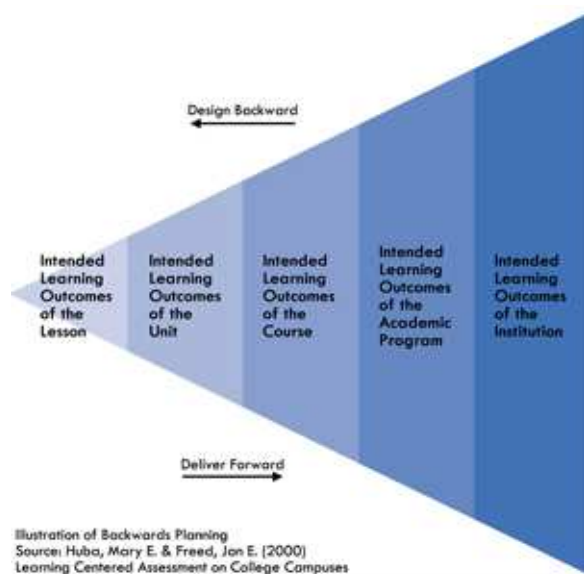 Design Backward
Intended
Learning
Outcomes
of the
Lesson
Intended
Learning
Outcomes
of the
Unit
Intended
Learning
Outcomes
of the
Course
Intended
Learning
Outcomes
of the
Academic
Program
Intended
Learning
Outcomes
of the
Institution
Deliver Forward
Illustration of Backwards Planning
Source: Huba, Mary E. & Freed, Jon E. (2000)
Learning Centered Assessment on College Campuses